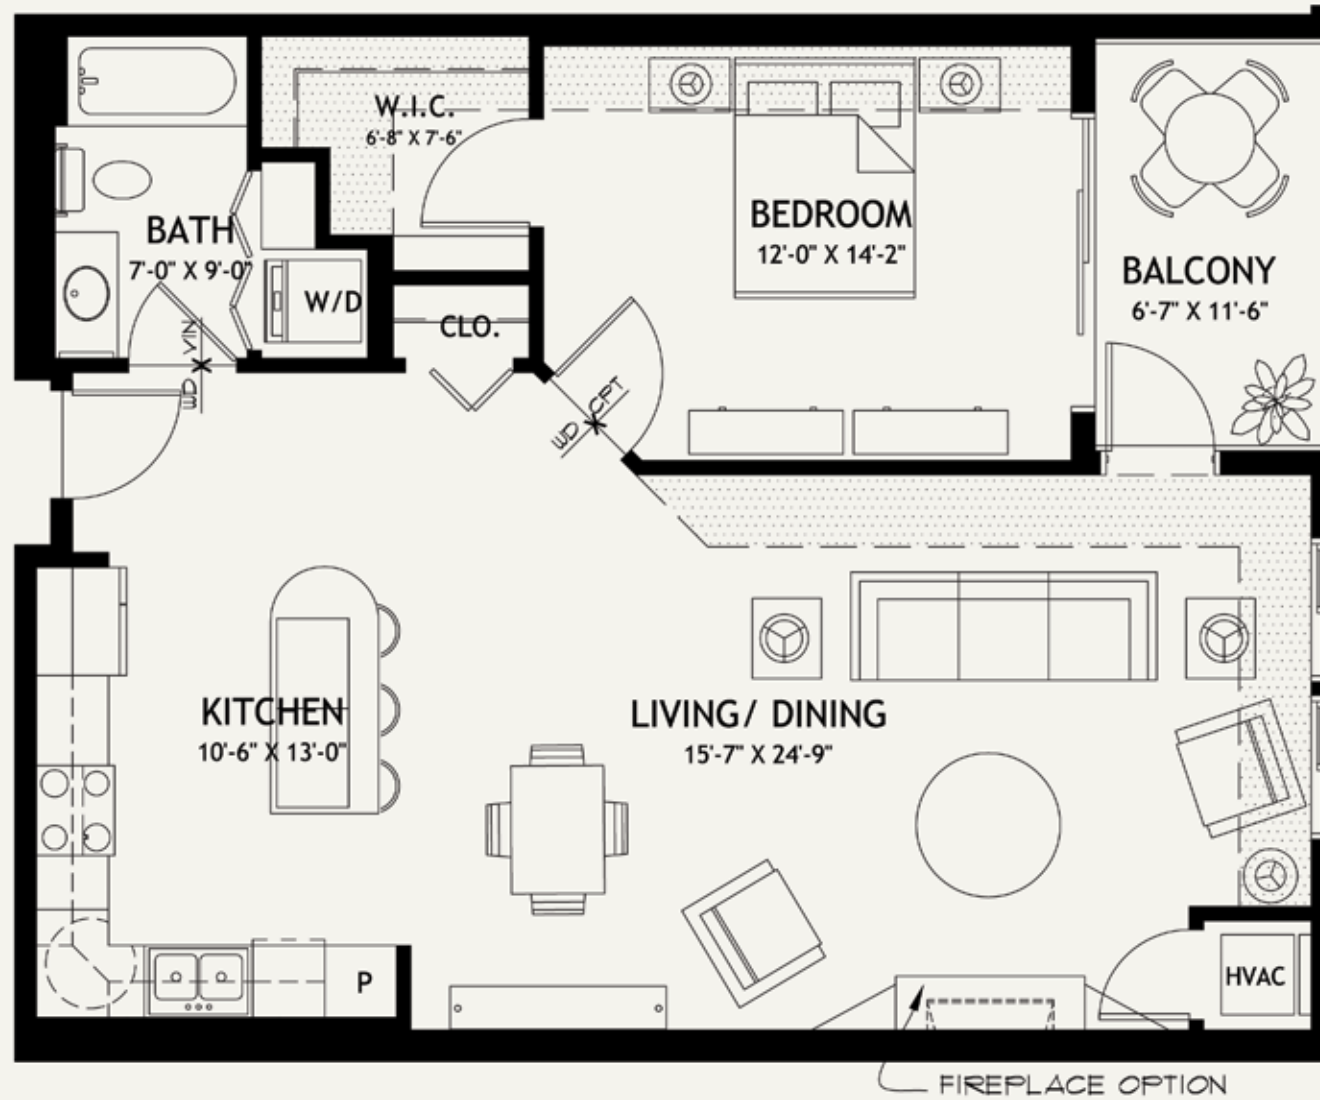 W.I.C.
6'-8" X 7'-6"
BATH
7'-0" X 9'-0"
W/D
CLO.
BEDROOM
12'-0" X 14'-2"
BALCONY
6'-7" X 11'-6"
WD VIN
WD CPT
KITCHEN
10'-6" X 13'-0"
LIVING/ DINING
15'-7" X 24'-9"
P
HVAC
FIREPLACE OPTION